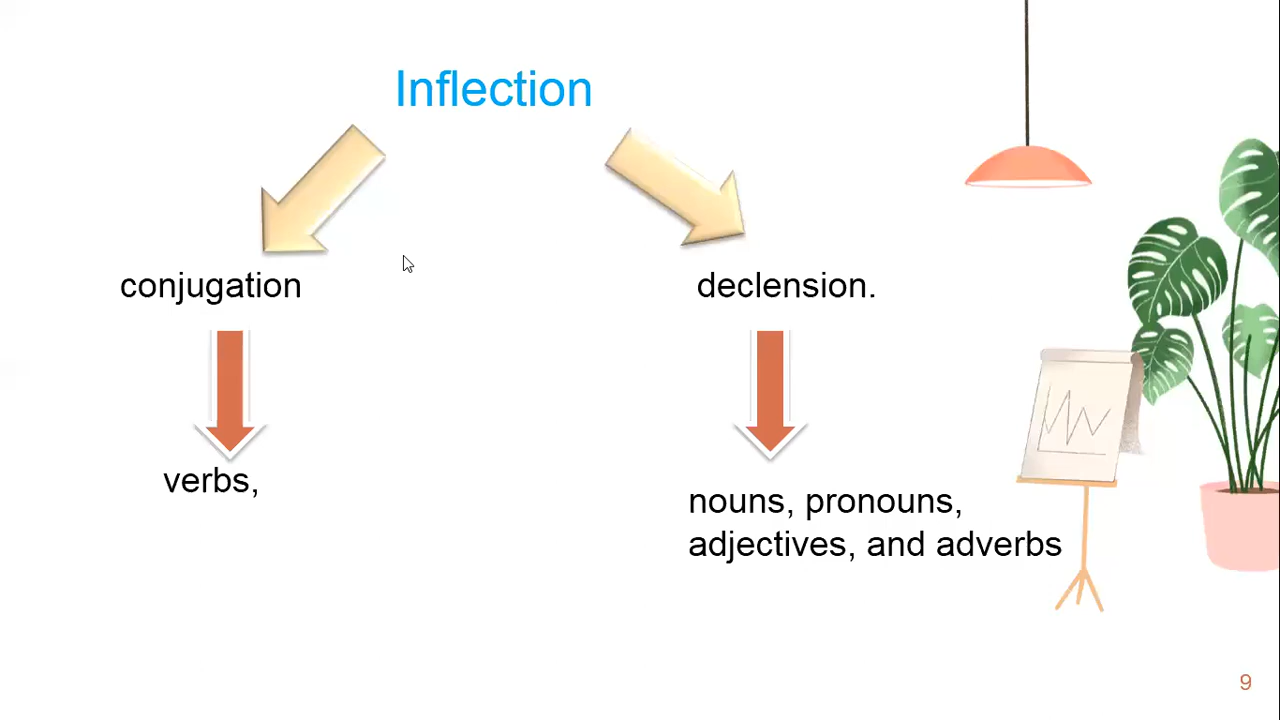 Inflection
conjugation
declension.
verbs,
nouns, pronouns,
adjectives, and adverbs
9